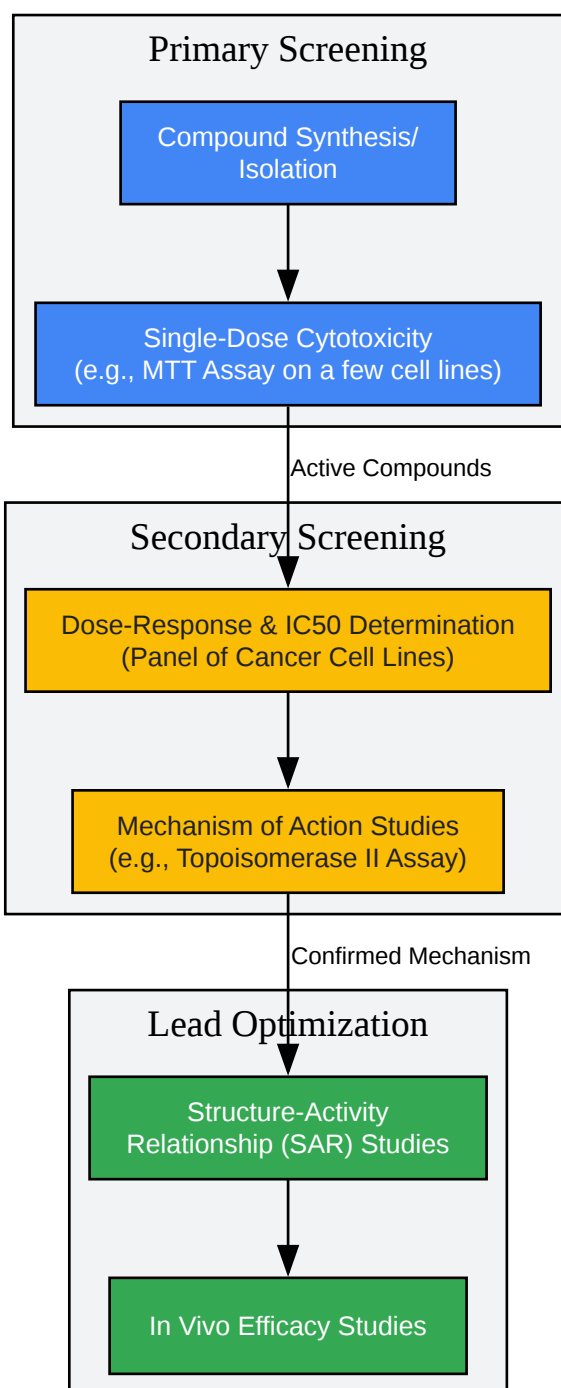 Primary Screening
Compound Synthesis/
Isolation
Single-Dose Cytotoxicity
(e.g., MTT Assay on a few cell lines)
Active Compounds
Secondary Screening
Dose-Response & IC50 Determination
(Panel of Cancer Cell Lines)
Mechanism of Action Studies
(e.g., Topoisomerase II Assay)
Confirmed Mechanism
Lead Optimization
Structure-Activity
Relationship (SAR) Studies
In Vivo Efficacy Studies